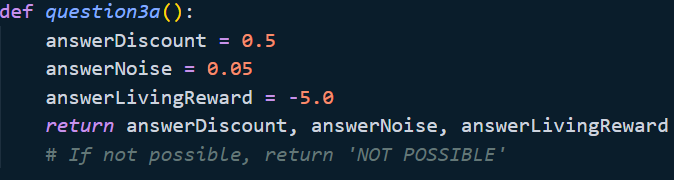 def question3a():
    answerDiscount = 0.5
    answerNoise = 0.05
    answerLivingReward = -5.0
    return answerDiscount, answerNoise, answerLivingReward
    # If not possible, return 'NOT POSSIBLE'